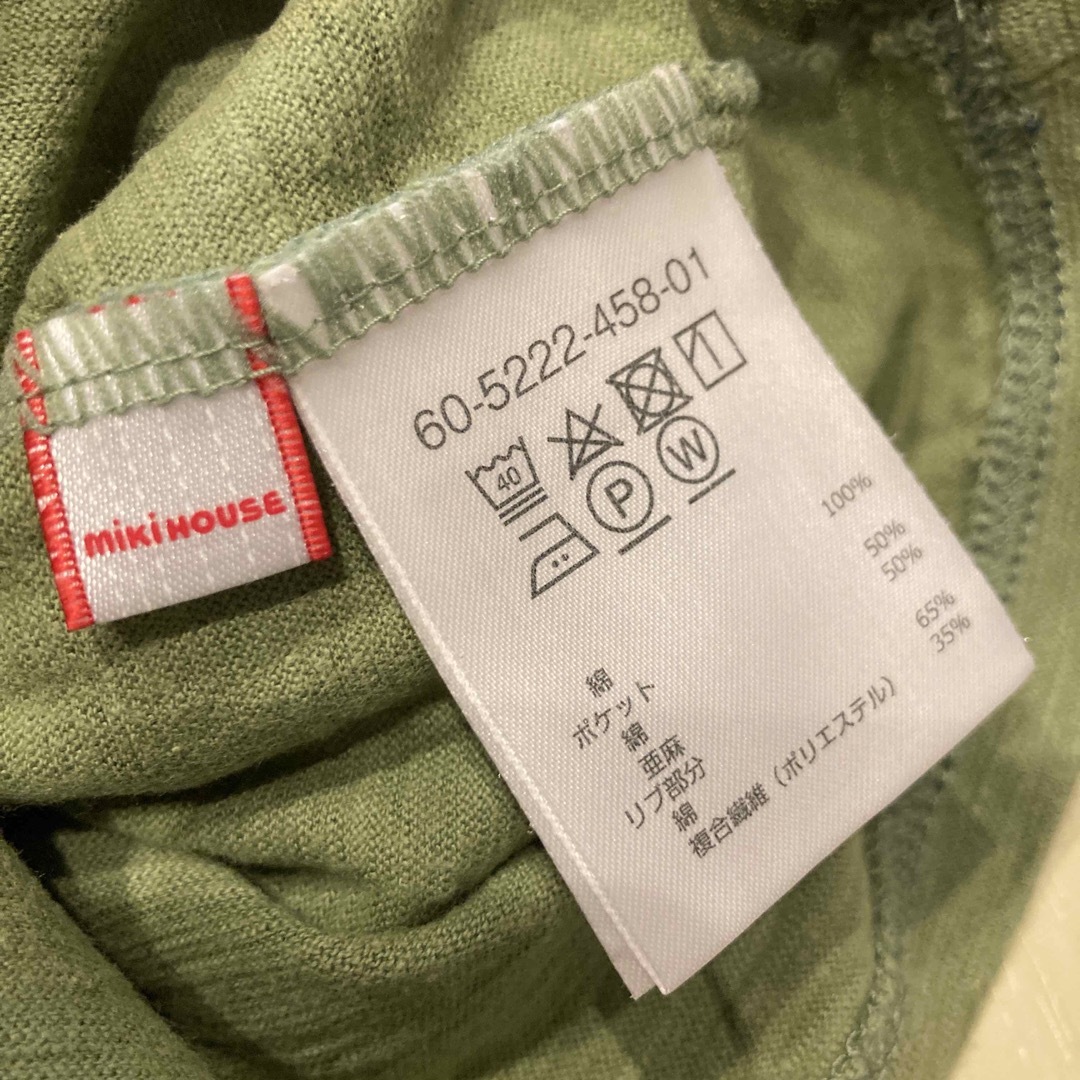 miKiHOUSE
60-5222-458-01
40
P W
綿 100%
ポケット
綿 50%
亜麻 50%
リブ部分
綿 65%
複合繊維(ポリエステル) 35%